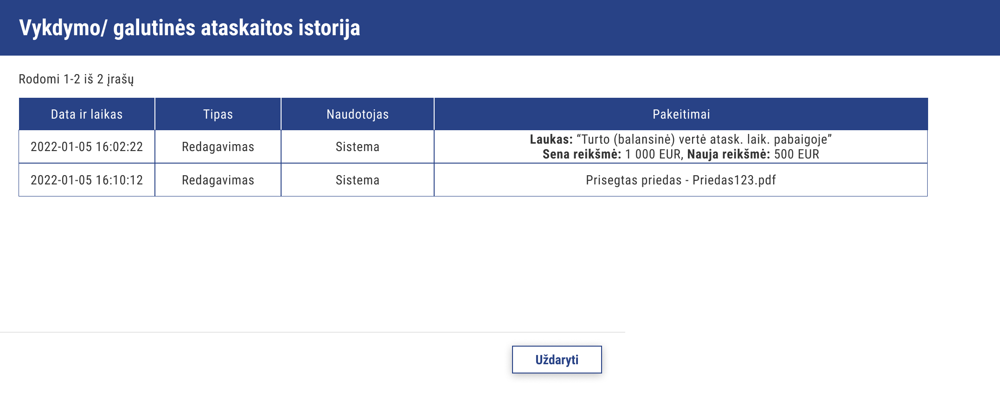 Vykdymo/ galutinės ataskaitos istorija
Rodomi 1-2 iš 2 įrašų
Data ir laikas Tipas Naudotojas Pakeitimai
2022-01-05 16:02:22 Redagavimas Sistema Laukas: “Turto (balansinė) vertė atask. laik. pabaigoje”
Sena reikšmė: 1 000 EUR, Nauja reikšmė: 500 EUR
2022-01-05 16:10:12 Redagavimas Sistema Prisegtas priedas - Priedas123.pdf
Uždaryti